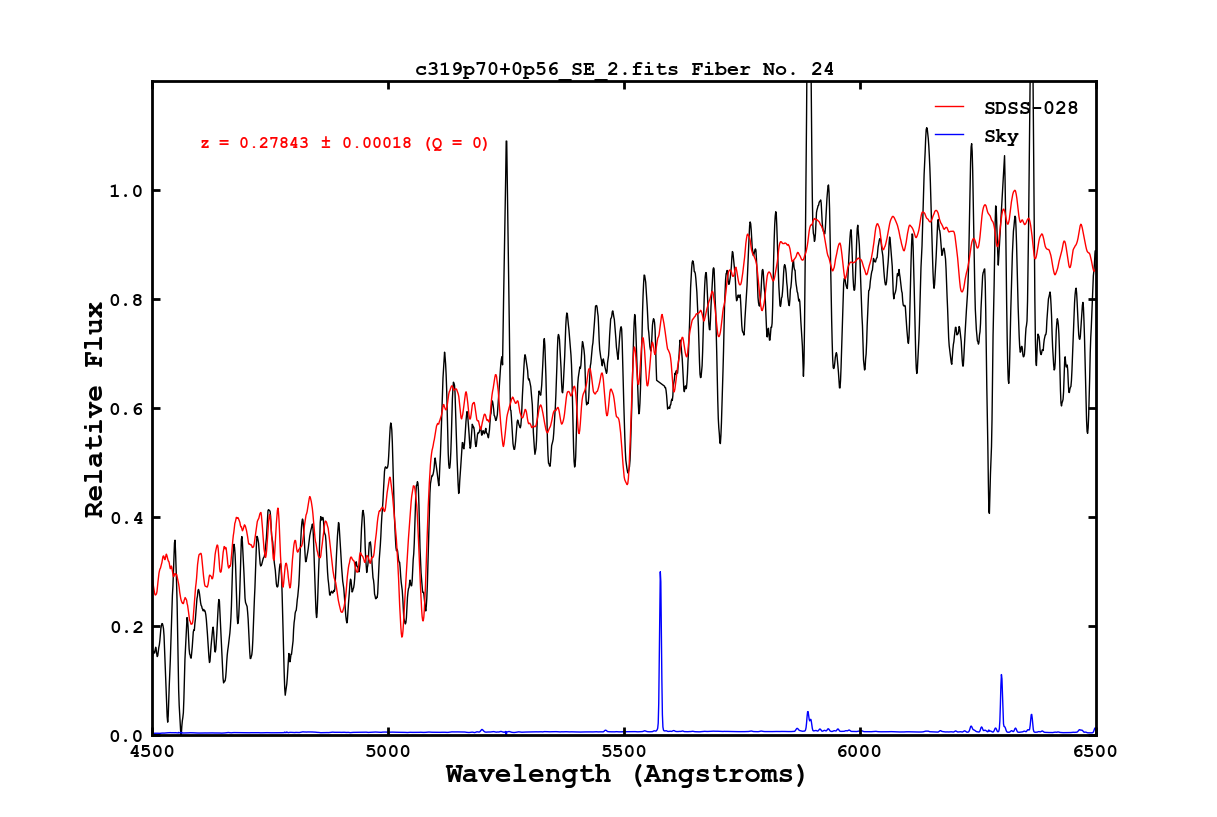 c319p70+0p56_SE_2.fits Fiber No. 24
SDSS-028
Sky
z = 0.27843 ± 0.00018 (Q = 0)
1.0
0.8
0.6
0.4
0.2
0.0
Relative Flux
4500 5000 5500 6000 6500
Wavelength (Angstroms)